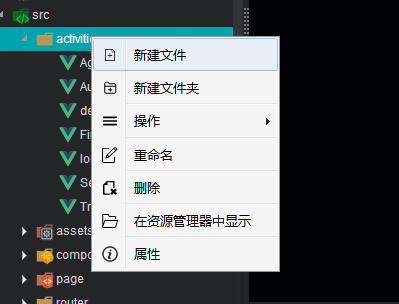 src
activiti
新建文件
新建文件夹
操作
重命名
删除
在资源管理器中显示
属性
Ag
Au
de
Fi
lo
Se
Tr
assets
compo
page
router